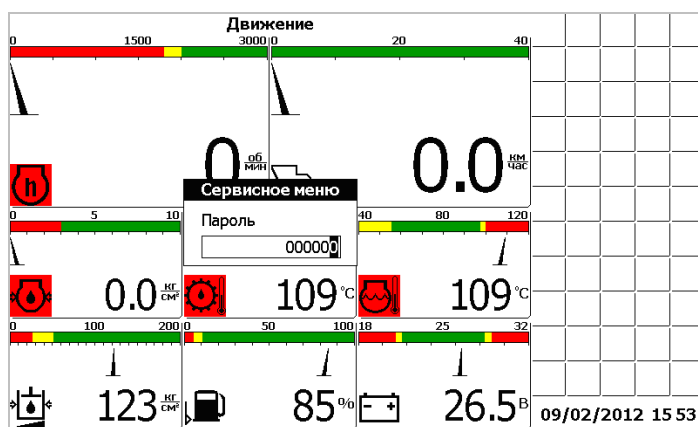 Движение
0 1500 3000 0 20 40
0 об/мин 0.0 км/час
h
Сервисное меню
Пароль
000000
0 5 10 40 80 120
0.0 кг/см² 109 °C 109 °C
0 100 200 0 50 100 18 25 32
123 кг/см² 85 % 26.5 В
09/02/2012 15 53